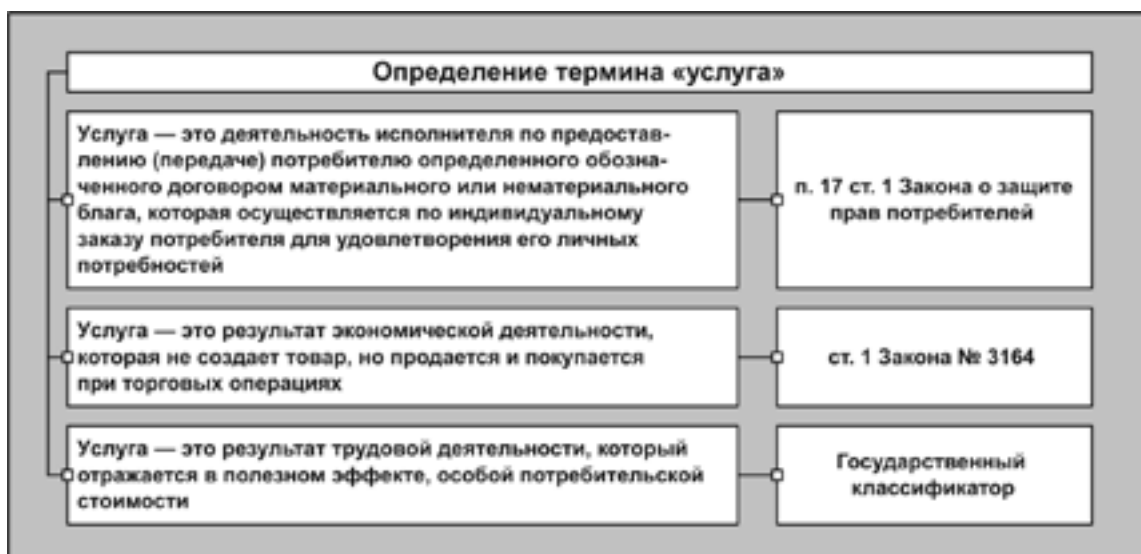 Определение термина «услуга»
Услуга — это деятельность исполнителя по предостав-
лению (передаче) потребителю определенного обозна-
ченного договором материального или нематериального
блага, которая осуществляется по индивидуальному
заказу потребителя для удовлетворения его личных
потребностей
п. 17 ст. 1 Закона о защите
прав потребителей
Услуга — это результат экономической деятельности,
которая не создает товар, но продается и покупается
при торговых операциях
ст. 1 Закона № 3164
Услуга — это результат трудовой деятельности, который
отражается в полезном эффекте, особой потребительской
стоимости
Государственный
классификатор